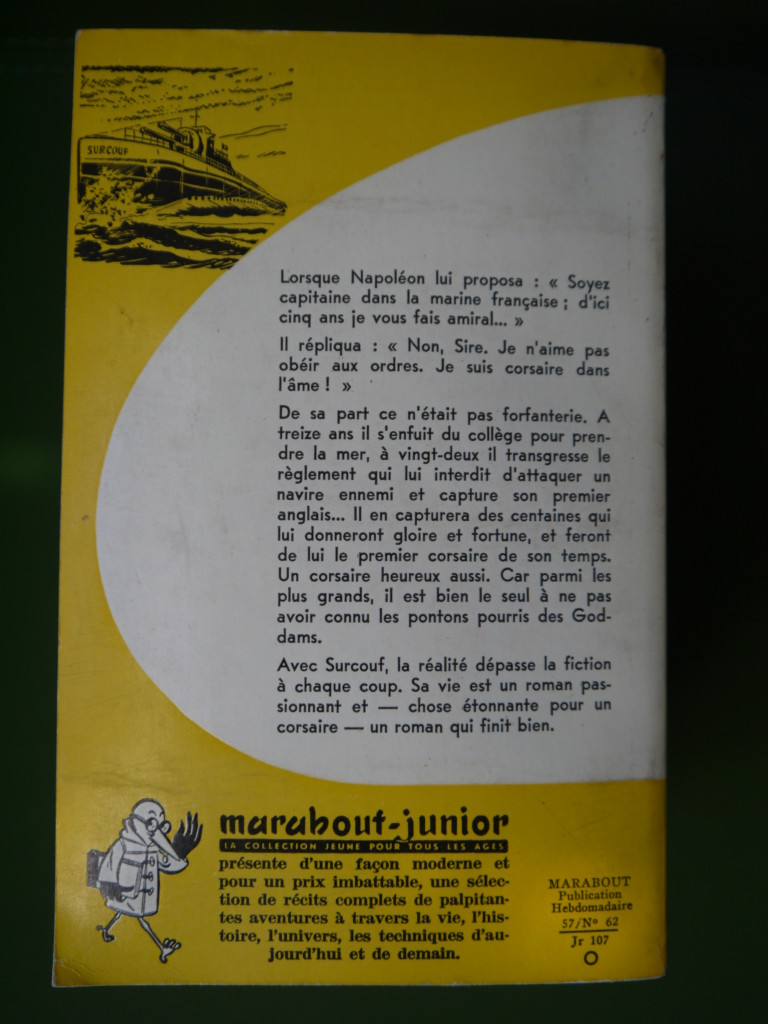 SURCOUF
Lorsque Napoléon lui proposa : « Soyez
capitaine dans la marine française ; d'ici
cinq ans je vous fais amiral... »
Il répliqua : « Non, Sire. Je n'aime pas
obéir aux ordres. Je suis corsaire dans
l'âme ! »
De sa part ce n'était pas forfanterie. A
treize ans il s'enfuit du collège pour pren-
dre la mer, à vingt-deux il transgresse le
règlement qui lui interdit d'attaquer un
navire ennemi et capture son premier
anglais... Il en capturera des centaines qui
lui donneront gloire et fortune, et feront
de lui le premier corsaire de son temps.
Un corsaire heureux aussi. Car parmi les
plus grands, il est bien le seul à ne pas
avoir connu les pontons pourris des God-
dams.
Avec Surcouf, la réalité dépasse la fiction
à chaque coup. Sa vie est un roman pas-
sionnant et — chose étonnante pour un
corsaire — un roman qui finit bien.
marabout-junior
LA COLLECTION JEUNE POUR TOUS LES AGES
présente d'une façon moderne et
pour un prix imbattable, une sélec-
tion de récits complets de palpitan-
tes aventures à travers la vie, l'his-
toire, l'univers, les techniques d'au-
jourd'hui et de demain.
MARABOUT
Publication
Hebdomadaire
57/Nº 62
Jr 107